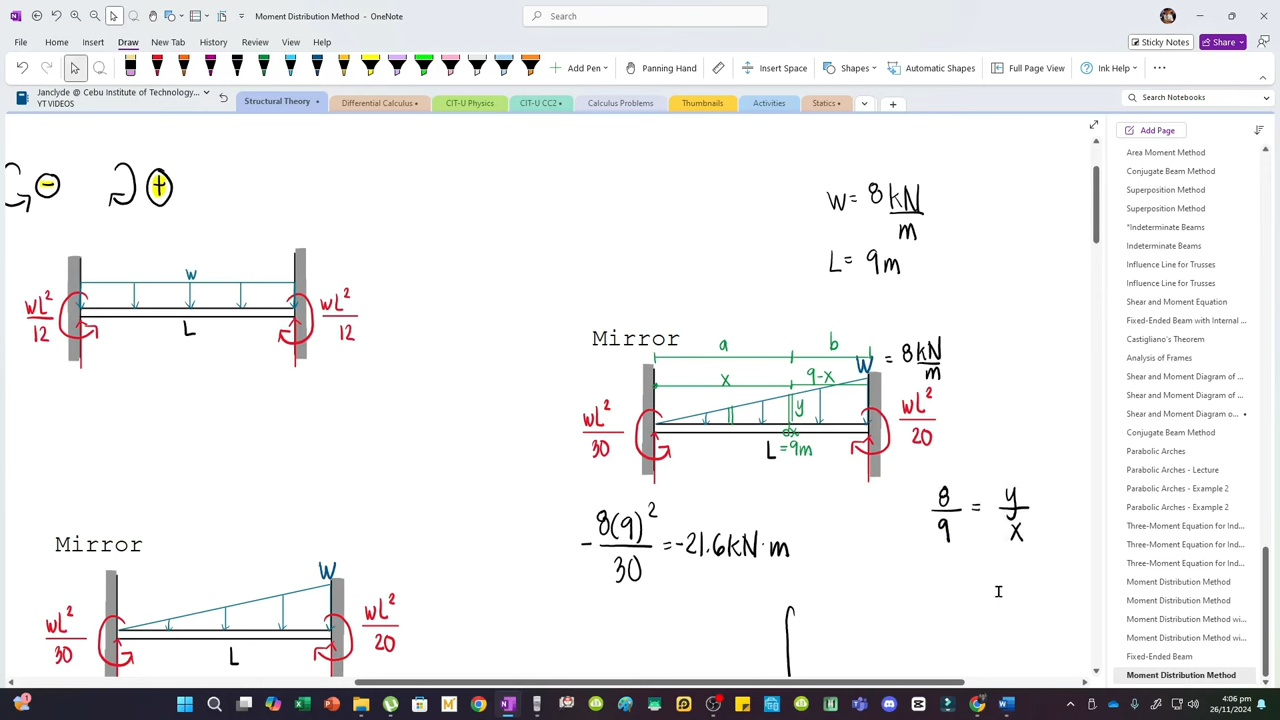 Moment Distribution Method - OneNote
Search
File Home Insert Draw New Tab History Review View Help
Sticky Notes
Share
Add Pen
Panning Hand
Insert Space
Shapes
Automatic Shapes
Full Page View
Ink Help
Janclyde @ Cebu Institute of Technology...
YT VIDEOS
Structural Theory
Differential Calculus
CIT-U Physics
CIT-U CC2
Calculus Problems
Thumbnails
Activities
Statics
Search Notebooks
Add Page
Area Moment Method
Conjugate Beam Method
Superposition Method
Superposition Method
*Indeterminate Beams
Indeterminate Beams
Influence Line for Trusses
Influence Line for Trusses
Shear and Moment Equation
Fixed-Ended Beam with Internal ...
Castigliano's Theorem
Analysis of Frames
Shear and Moment Diagram of ...
Shear and Moment Diagram of ...
Shear and Moment Diagram o...
Conjugate Beam Method
Parabolic Arches
Parabolic Arches - Lecture
Parabolic Arches - Example 2
Parabolic Arches - Example 2
Three-Moment Equation for Ind...
Three-Moment Equation for Ind...
Three-Moment Equation for Ind...
Moment Distribution Method
Moment Distribution Method
Moment Distribution Method wi...
Moment Distribution Method wi...
Fixed-Ended Beam
Moment Distribution Method
- +
w
wL²/12
wL²/12
L
W = 8 kN/m
L = 9m
Mirror
a b
x 9-x
W = 8 kN/m
y
dx
wL²/30
wL²/20
L = 9m
8/9 = y/x
-8(9)²/30 = -21.6 kN·m
Mirror
W
wL²/30
wL²/20
L
4:06 pm
26/11/2024